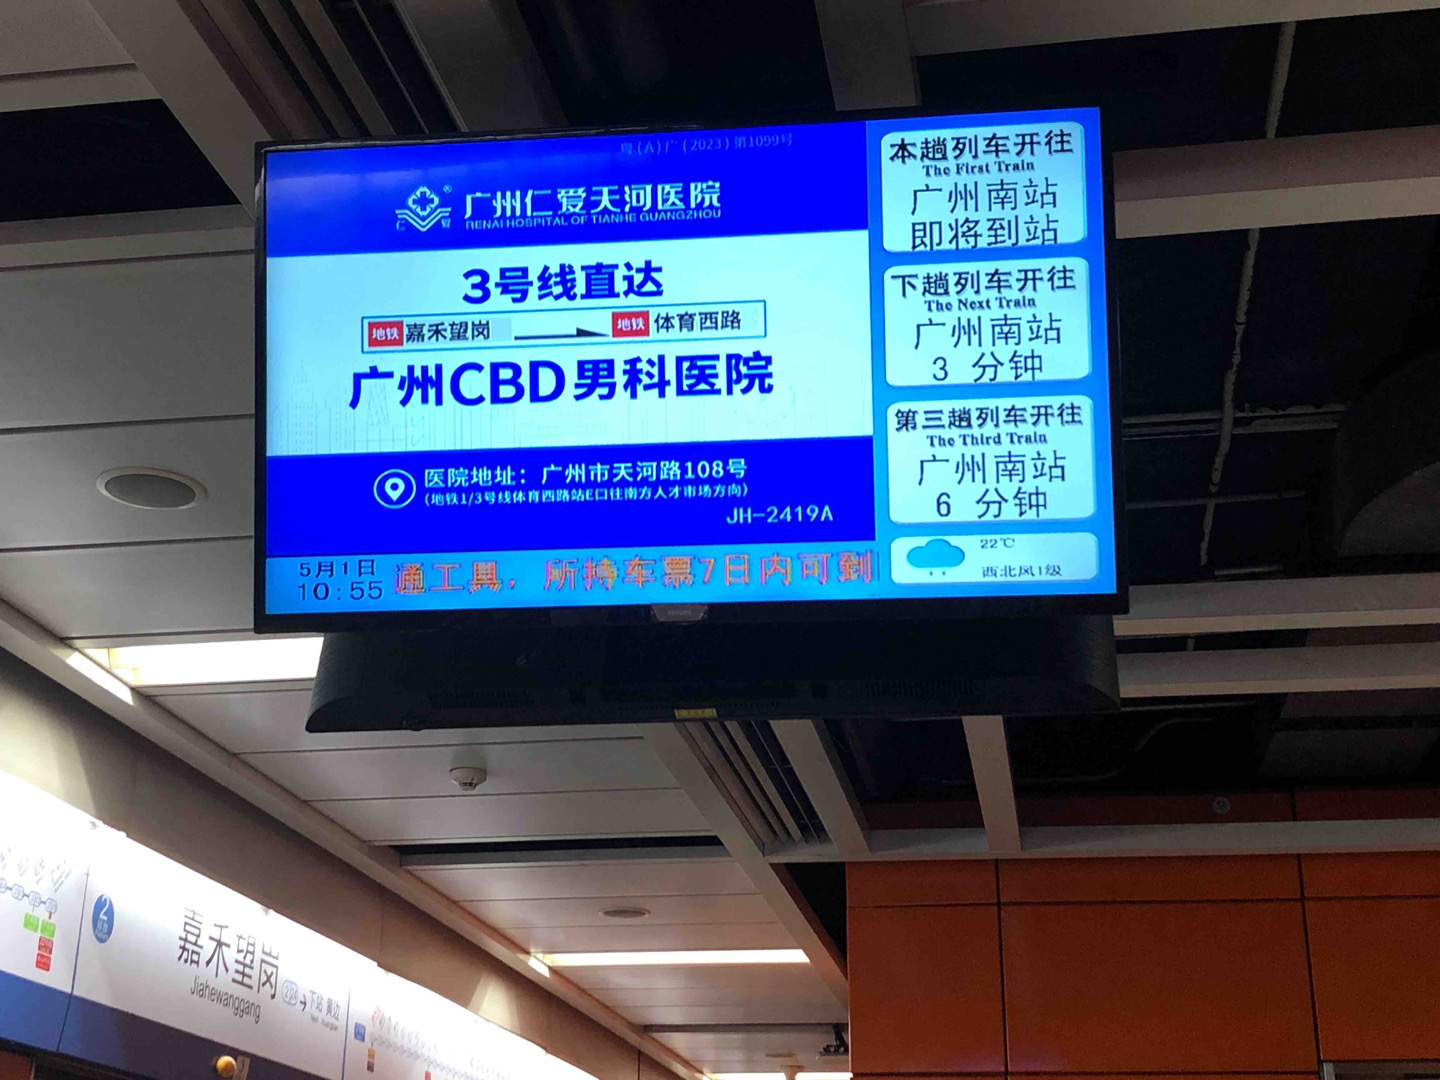 粤(A)广(2023)第1099号
广州仁爱天河医院
RENAI HOSPITAL OF TIANHE GUANGZHOU
仁 爱
3号线直达
地铁 嘉禾望岗 地铁 体育西路
广州CBD男科医院
医院地址：广州市天河路108号
(地铁1/3号线体育西路站E口往南方人才市场方向)
JH-2419A
5月1日
10:55
通工具，所持车票7日内可到
本趟列车开往
The First Train
广州南站
即将到站
下趟列车开往
The Next Train
广州南站
3 分钟
第三趟列车开往
The Third Train
广州南站
6 分钟
22℃
西北风1级
2
嘉禾望岗
Jiahewanggang
下站 黄边